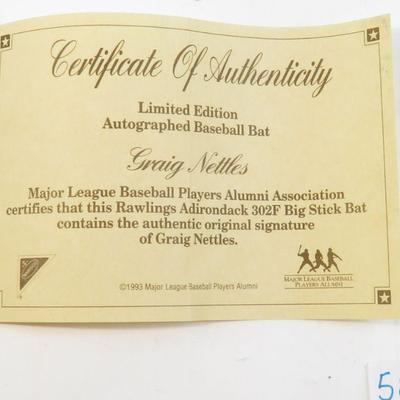 Certificate Of Authenticity
Limited Edition
Autographed Baseball Bat
Graig Nettles
Major League Baseball Players Alumni Association
certifies that this Rawlings Adirondack 302F Big Stick Bat
contains the authentic original signature
of Graig Nettles.
MAJOR LEAGUE BASEBALL
PLAYERS ALUMNI
©1993 Major League Baseball Players Alumni